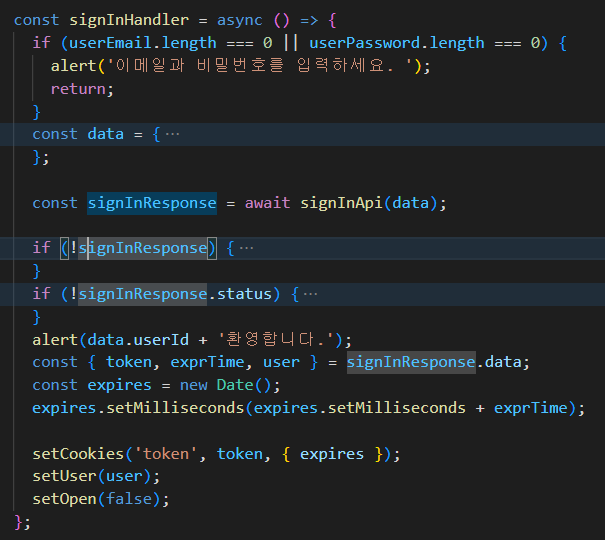 const signInHandler = async () => {
if (userEmail.length === 0 || userPassword.length === 0) {
alert('이메일과 비밀번호를 입력하세요. ');
return;
}
const data = { ⋯
};
const signInResponse = await signInApi(data);
if (!signInResponse) { ⋯
}
if (!signInResponse.status) { ⋯
}
alert(data.userId + '환영합니다.');
const { token, exprTime, user } = signInResponse.data;
const expires = new Date();
expires.setMilliseconds(expires.setMilliseconds + exprTime);
setCookies('token', token, { expires });
setUser(user);
setOpen(false);
};